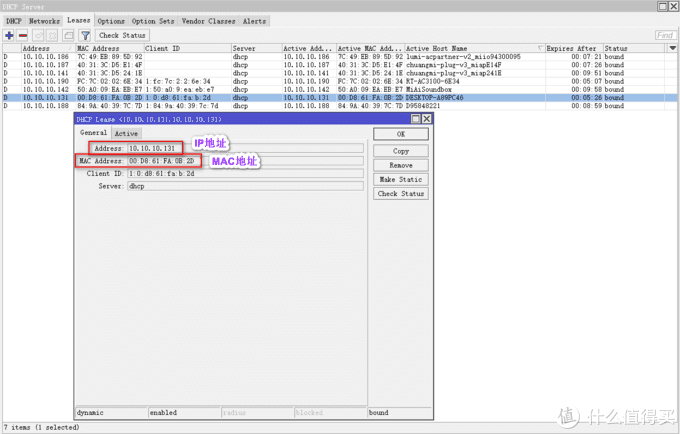 DHCP Server
DHCP Networks Leases Options Option Sets Vendor Classes Alerts
Check Status Find
Address MAC Address Client ID Server Active Add... Active MAC Addre... Active Host Name Expires After Status
D 10.10.10.186 7C:49:EB:89:5D:92 dhcp 10.10.10.186 7C:49:EB:89:5D:92 lumi-acpartner-v2_miio94300095 00:07:21 bound
D 10.10.10.187 40:31:3C:D5:E1:4F dhcp 10.10.10.187 40:31:3C:D5:E1:4F chuangmi-plug-v3_miapE14F 00:07:26 bound
D 10.10.10.141 40:31:3C:D5:24:1E dhcp 10.10.10.141 40:31:3C:D5:24:1E chuangmi-plug-v3_miap241E 00:09:51 bound
D 10.10.10.190 FC:7C:02:02:6E:34 1:fc:7c:2:2:6e:34 dhcp 10.10.10.190 FC:7C:02:02:6E:34 RT-AC3100-6E34 00:05:17 bound
D 10.10.10.142 50:A0:09:EA:EB:E7 1:50:a0:9:ea:eb:e7 dhcp 10.10.10.142 50:A0:09:EA:EB:E7 MiAiSoundbox 00:09:58 bound
D 10.10.10.131 00:D8:61:FA:0B:2D 1:0:d8:61:fa:b:2d dhcp 10.10.10.131 00:D8:61:FA:0B:2D DESKTOP-A89PC46 00:05:26 bound
D 10.10.10.188 84:9A:40:39:7C:7D 1:84:9a:40:39:7c:7d dhcp 10.10.10.188 84:9A:40:39:7C:7D D95848221 00:08:59 bound
DHCP Lease <10.10.10.131,10.10.10.131>
General Active
Address: 10.10.10.131
IP地址
MAC Address: 00:D8:61:FA:0B:2D
MAC地址
Client ID: 1:0:d8:61:fa:b:2d
Server: dhcp
OK
Copy
Remove
Make Static
Check Status
dynamic enabled radius blocked bound
7 items (1 selected)
值 什么值得买